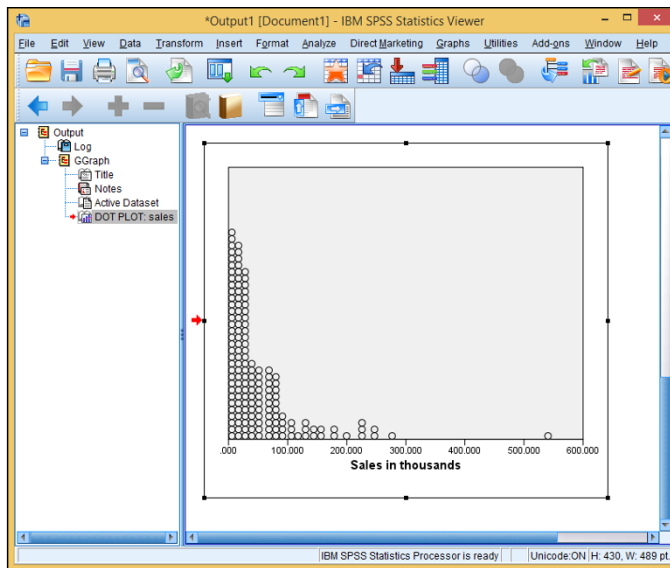 *Output1 [Document1] - IBM SPSS Statistics Viewer
File Edit View Data Transform Insert Format Analyze Direct Marketing Graphs Utilities Add-ons Window Help
Output
Log
GGraph
Title
Notes
Active Dataset
DOT PLOT: sales
.000 100.000 200.000 300.000 400.000 500.000 600.000
Sales in thousands
IBM SPSS Statistics Processor is ready Unicode:ON H: 430, W: 489 pt.